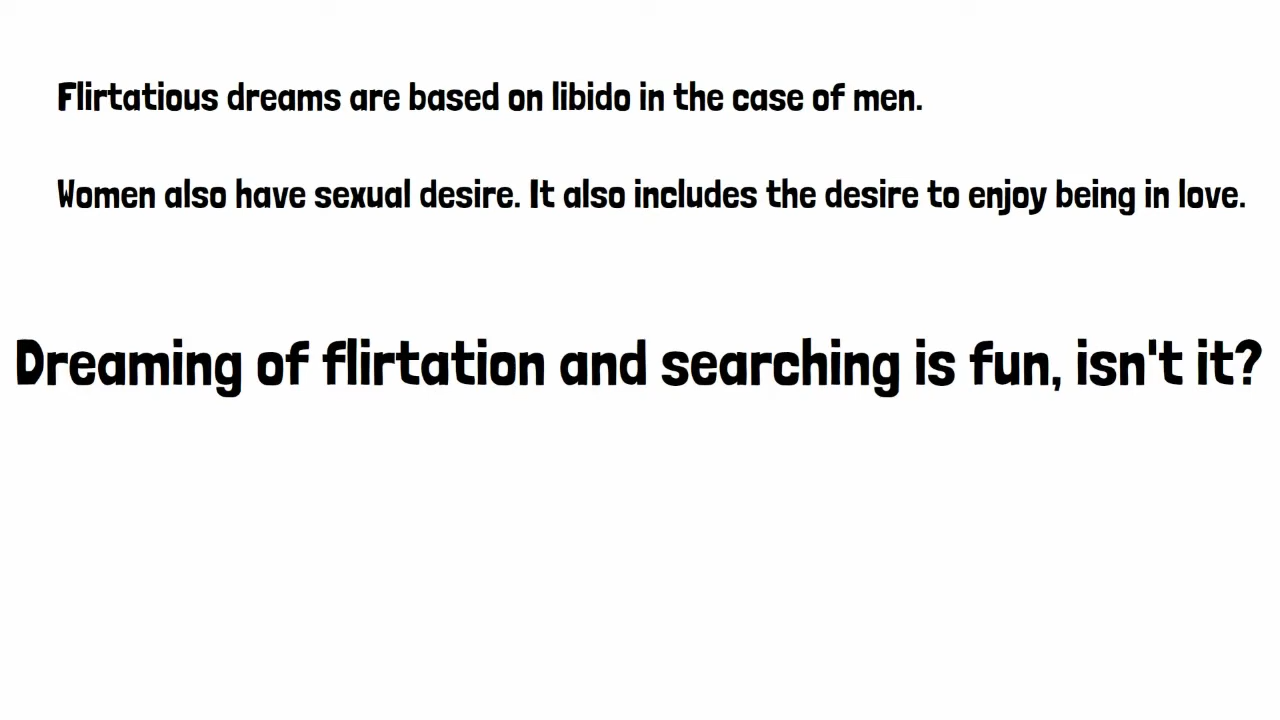 Flirtatious dreams are based on libido in the case of men.
Women also have sexual desire. It also includes the desire to enjoy being in love.
Dreaming of flirtation and searching is fun, isn't it?